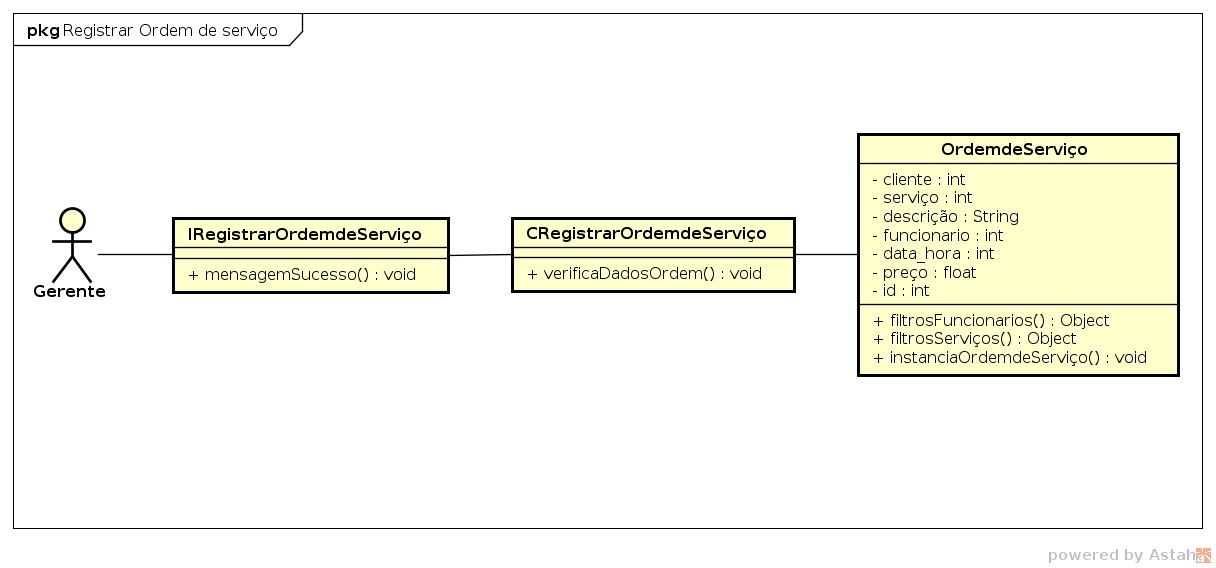 pkg Registrar Ordem de serviço
Gerente
IRegistrarOrdemdeServiço
+ mensagemSucesso() : void
CRegistrarOrdemdeServiço
+ verificaDadosOrdem() : void
OrdemdeServiço
- cliente : int
- serviço : int
- descrição : String
- funcionario : int
- data_hora : int
- preço : float
- id : int
+ filtrosFuncionarios() : Object
+ filtrosServiços() : Object
+ instanciaOrdemdeServiço() : void
powered by Astah